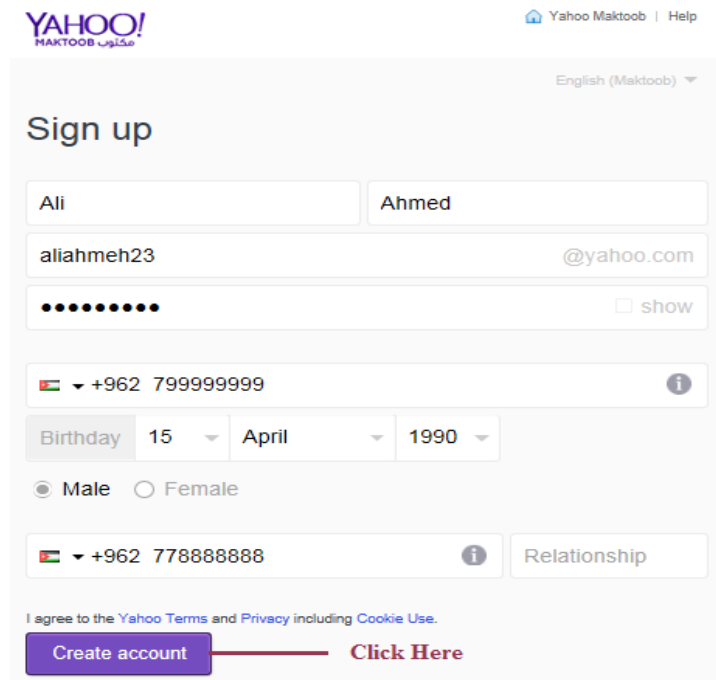 YAHOO!
MAKTOOB مكتوب
Yahoo Maktoob | Help
English (Maktoob)
Sign up
Ali Ahmed
aliahmeh23 @yahoo.com
show
+962 799999999
Birthday 15 April 1990
Male Female
+962 778888888 Relationship
I agree to the Yahoo Terms and Privacy including Cookie Use.
Create account Click Here